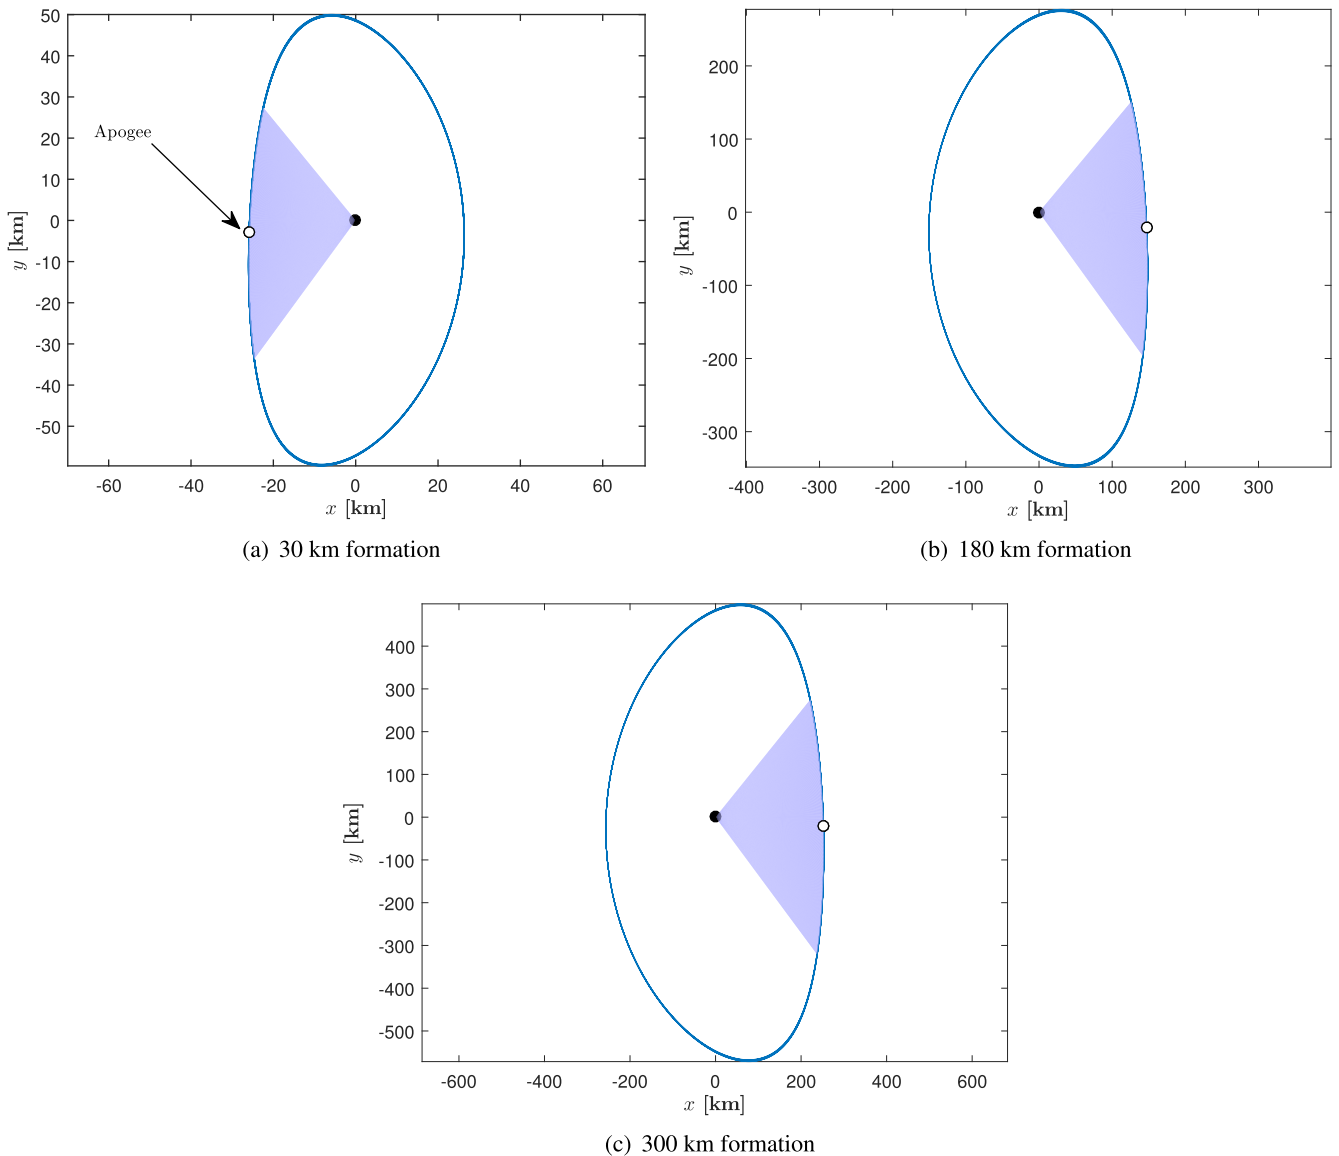 50
40
30
20
10
0
-10
-20
-30
-40
-50
Apogee
y [km]
-60 -40 -20 0 20 40 60
x [km]
(a) 30 km formation
200
100
0
-100
-200
-300
y [km]
-400 -300 -200 -100 0 100 200 300
x [km]
(b) 180 km formation
400
300
200
100
0
-100
-200
-300
-400
-500
y [km]
-600 -400 -200 0 200 400 600
x [km]
(c) 300 km formation